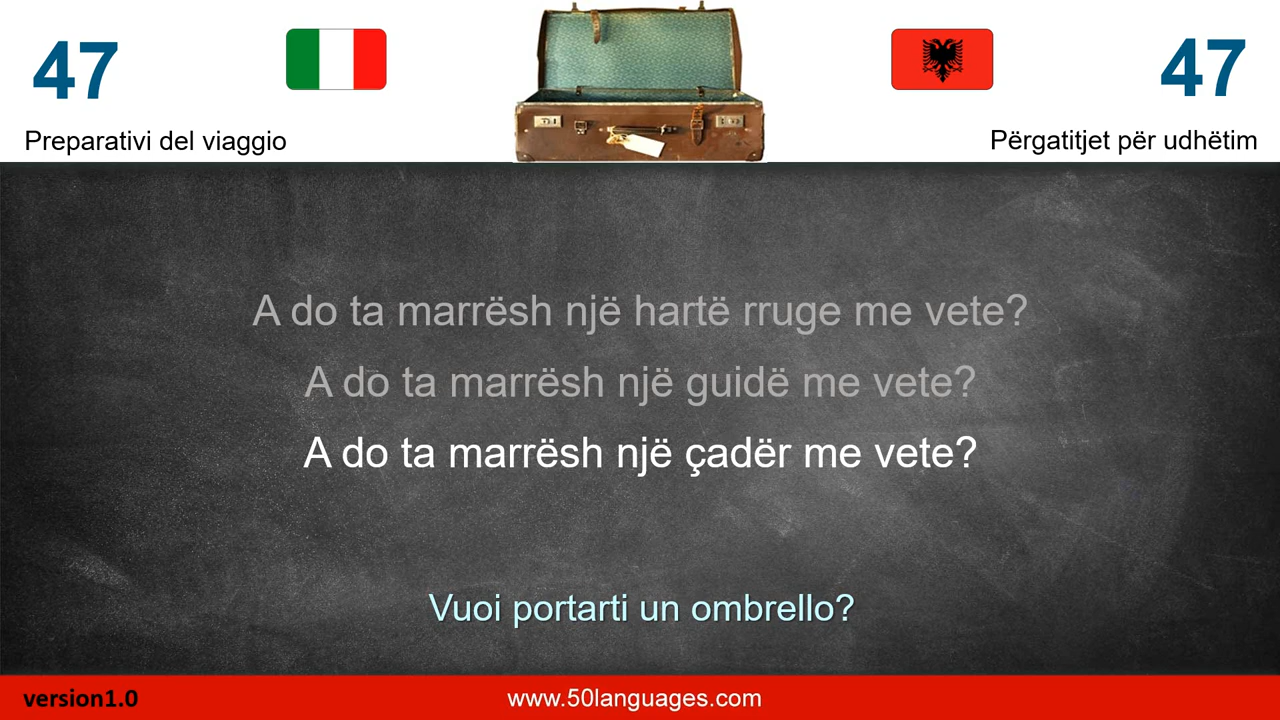 47
47
Preparativi del viaggio
Përgatitjet për udhëtim
A do ta marrësh një hartë rruge me vete?
A do ta marrësh një guidë me vete?
A do ta marrësh një çadër me vete?
Vuoi portarti un ombrello?
version1.0
www.50languages.com